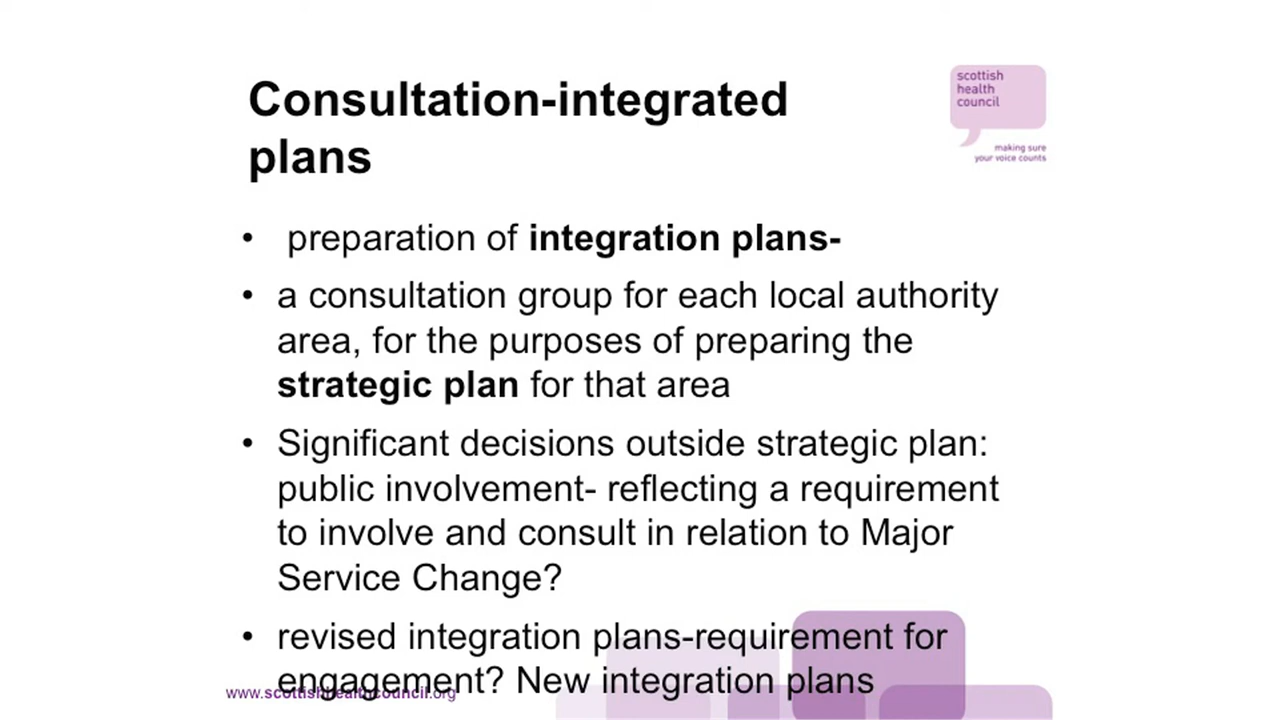 Consultation-integrated
plans
scottish
health
council
making sure
your voice counts
• preparation of integration plans-
• a consultation group for each local authority
area, for the purposes of preparing the
strategic plan for that area
• Significant decisions outside strategic plan:
public involvement- reflecting a requirement
to involve and consult in relation to Major
Service Change?
• revised integration plans-requirement for
engagement? New integration plans
www.scottishhealthcouncil.org